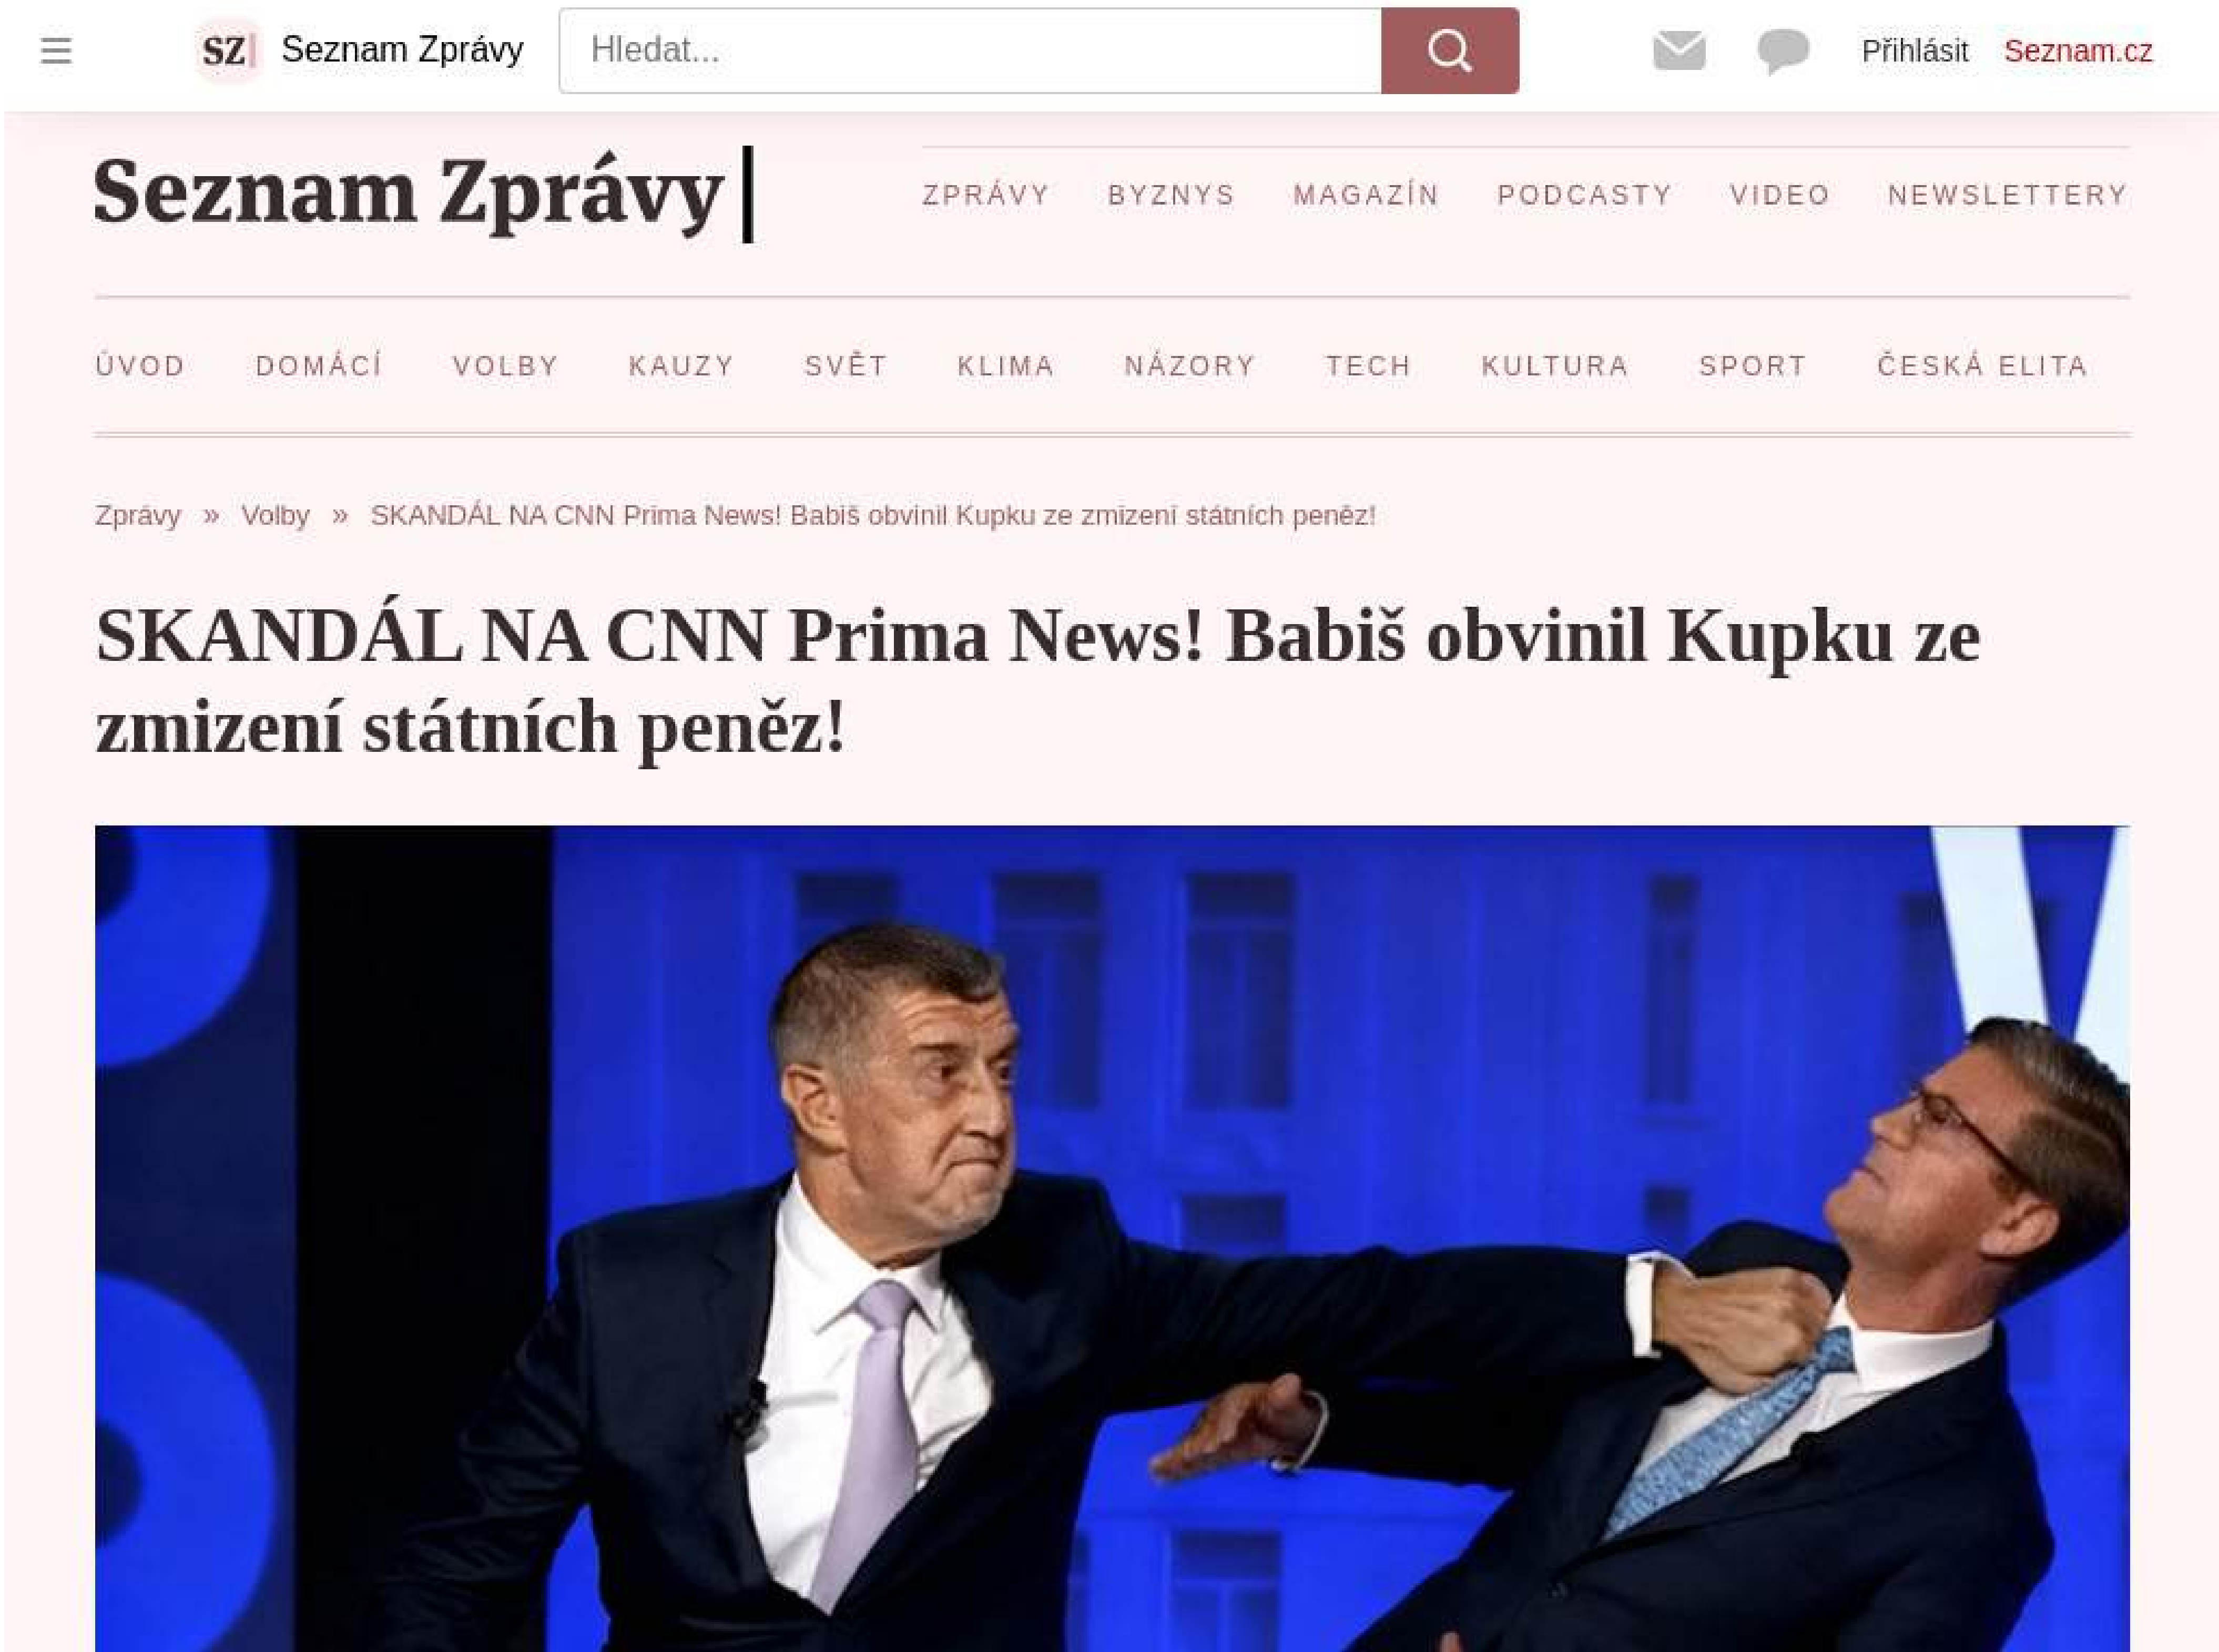 SZ Seznam Zprávy Hledat... Přihlásit Seznam.cz
Seznam Zprávy
ZPRÁVY BYZNYS MAGAZÍN PODCASTY VIDEO NEWSLETTERY
ÚVOD DOMÁCÍ VOLBY KAUZY SVĚT KLIMA NÁZORY TECH KULTURA SPORT ČESKÁ ELITA
Zprávy » Volby » SKANDÁL NA CNN Prima News! Babiš obvinil Kupku ze zmizení státních peněz!
SKANDÁL NA CNN Prima News! Babiš obvinil Kupku ze
zmizení státních peněz!